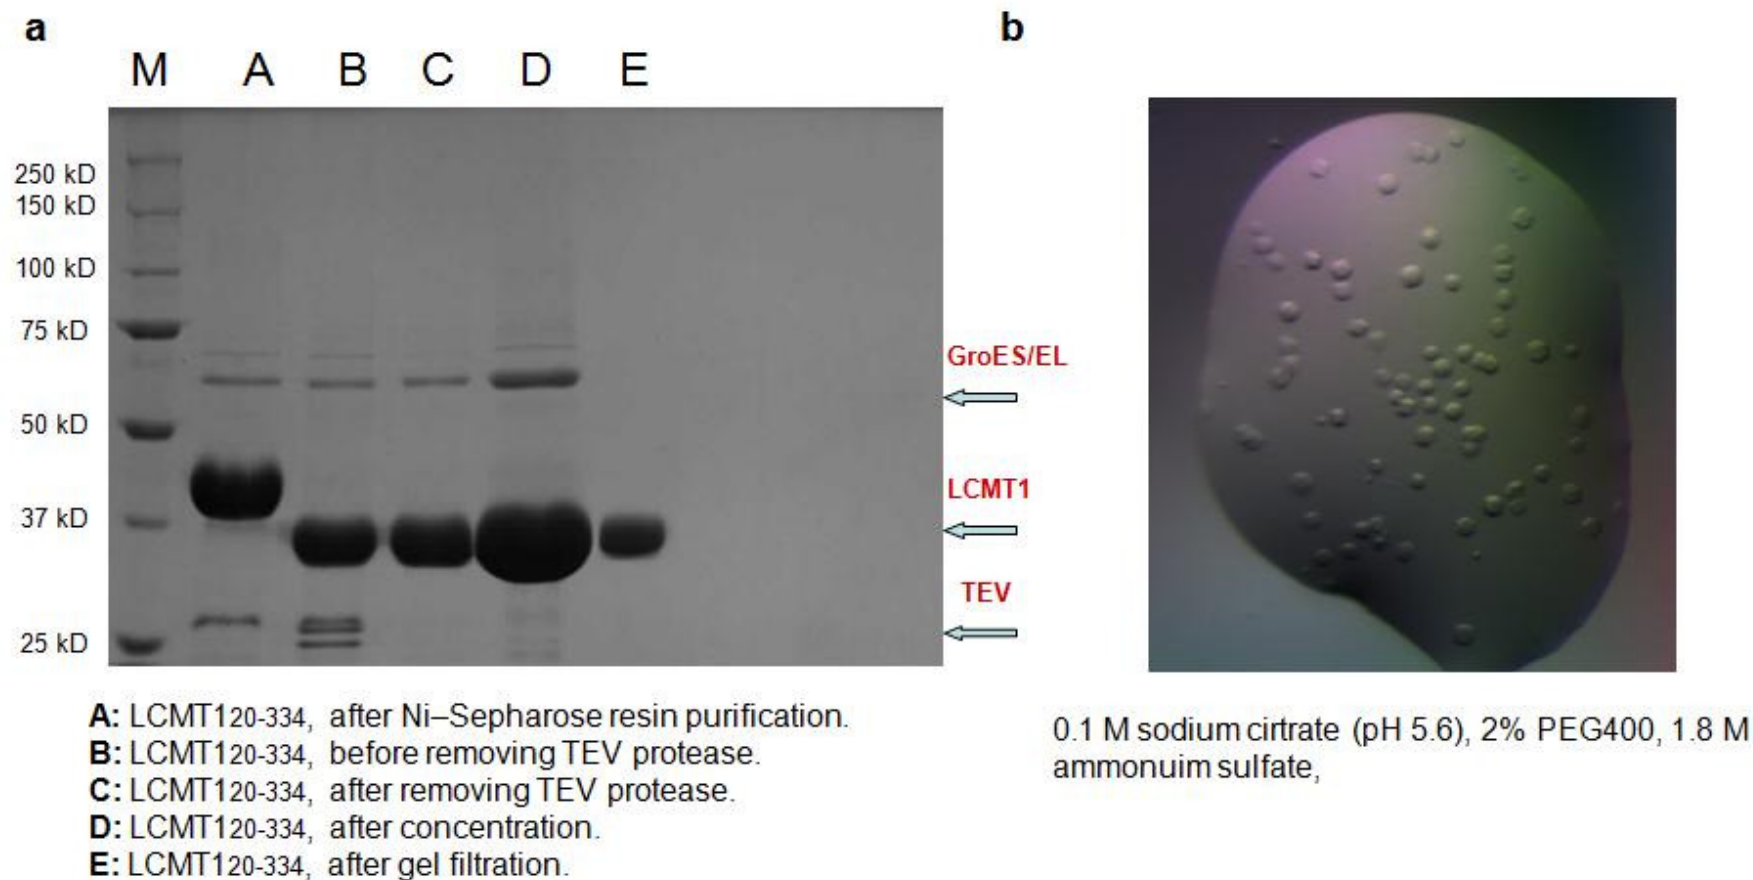 a
b
M A B C D E
250 kD
150 kD
100 kD
75 kD
50 kD
37 kD
25 kD
GroES/EL
LCMT1
TEV
A: LCMT120-334, after Ni–Sepharose resin purification.
B: LCMT120-334, before removing TEV protease.
C: LCMT120-334, after removing TEV protease.
D: LCMT120-334, after concentration.
E: LCMT120-334, after gel filtration.
0.1 M sodium cirtrate (pH 5.6), 2% PEG400, 1.8 M
ammonuim sulfate,